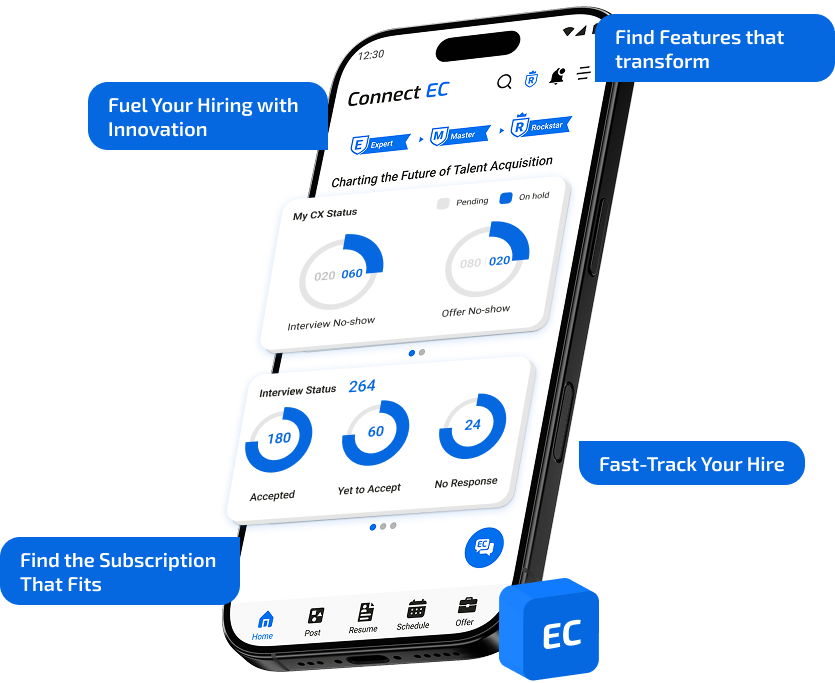 Find Features that
transform
12:30
Connect EC
R
Fuel Your Hiring with
Innovation
E Expert
M Master
R Rockstar
Charting the Future of Talent Acquisition
My CX Status
Pending
On hold
020 060
080 020
Interview No-show
Offer No-show
Interview Status 264
180
60
24
Accepted
Yet to Accept
No Response
Fast-Track Your Hire
Find the Subscription
That Fits
EC
Home
Post
Resume
Schedule
Offer
EC